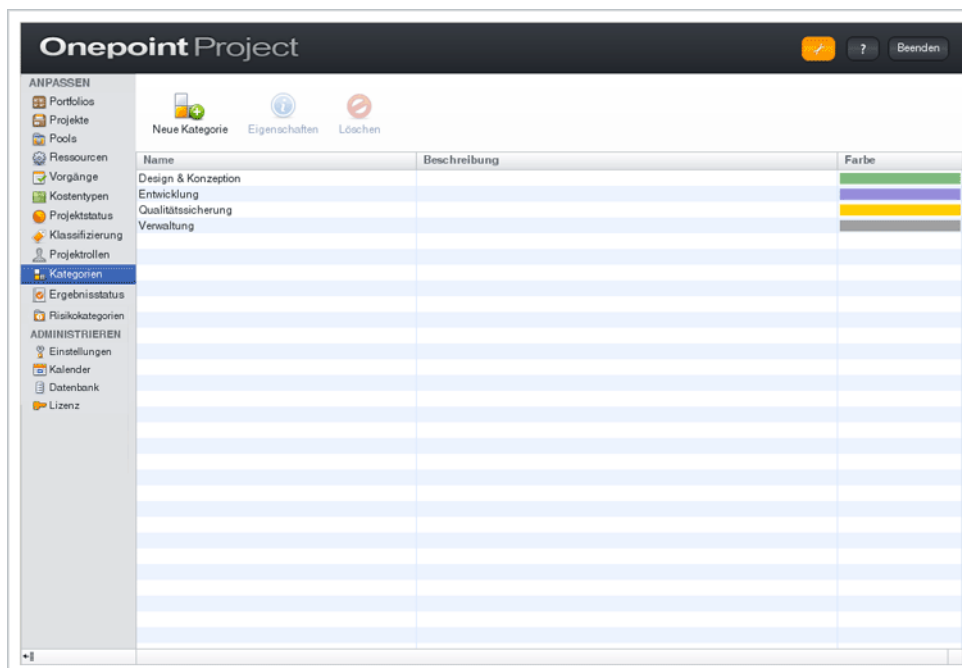 Onepoint Project
? Beenden
ANPASSEN
Portfolios
Projekte
Pools
Ressourcen
Vorgänge
Kostentypen
Projektstatus
Klassifizierung
Projektrollen
Kategorien
Ergebnisstatus
Risikokategorien
ADMINISTRIEREN
Einstellungen
Kalender
Datenbank
Lizenz
Neue Kategorie Eigenschaften Löschen
Name Beschreibung Farbe
Design & Konzeption
Entwicklung
Qualitätssicherung
Verwaltung